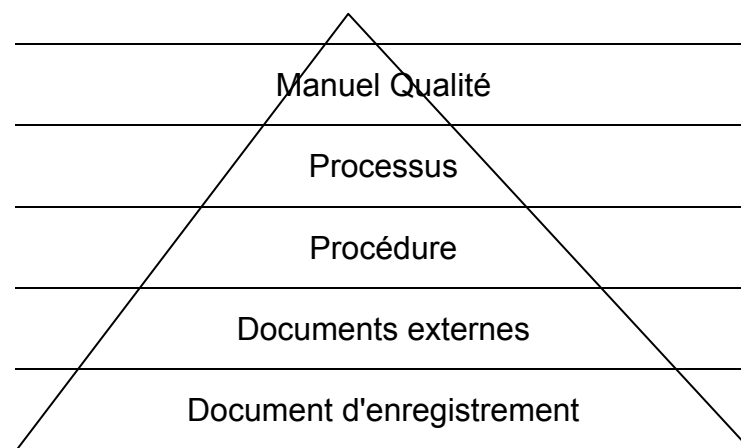 Manuel Qualité
Processus
Procédure
Documents externes
Document d'enregistrement